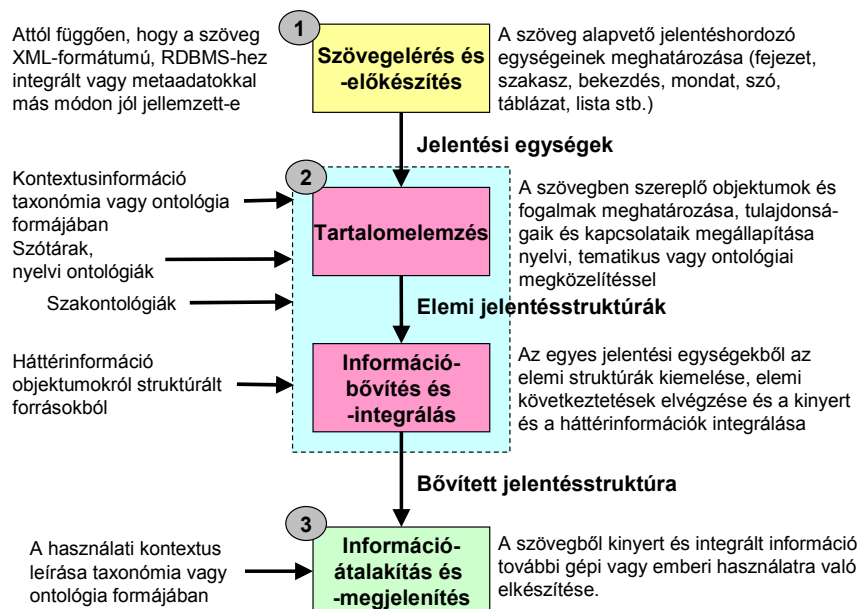 Attól függően, hogy a szöveg
XML-formátumú, RDBMS-hez
integrált vagy metaadatokkal
más módon jól jellemzett-e
1
Szövegelérés és
-előkészítés
A szöveg alapvető jelentéshordozó
egységeinek meghatározása (fejezet,
szakasz, bekezdés, mondat, szó,
táblázat, lista stb.)
Jelentési egységek
Kontextusinformáció
taxonómia vagy ontológia
formájában
Szótárak,
nyelvi ontológiák
Szakontológiák
2
Tartalomelemzés
A szövegben szereplő objektumok és
fogalmak meghatározása, tulajdonsá-
gaik és kapcsolataik megállapítása
nyelvi, tematikus vagy ontológiai
megközelítéssel
Elemi jelentésstruktúrák
Háttérinformáció
objektumokról struktúrált
forrásokból
Információ-
bővítés és
-integrálás
Az egyes jelentési egységekből az
elemi struktúrák kiemelése, elemi
következtetések elvégzése és a kinyert
és a háttérinformációk integrálása
Bővített jelentésstruktúra
A használati kontextus
leírása taxonómia vagy
ontológia formájában
3
Információ-
átalakítás és
-megjelenítés
A szövegből kinyert és integrált információ
további gépi vagy emberi használatra való
elkészítése.